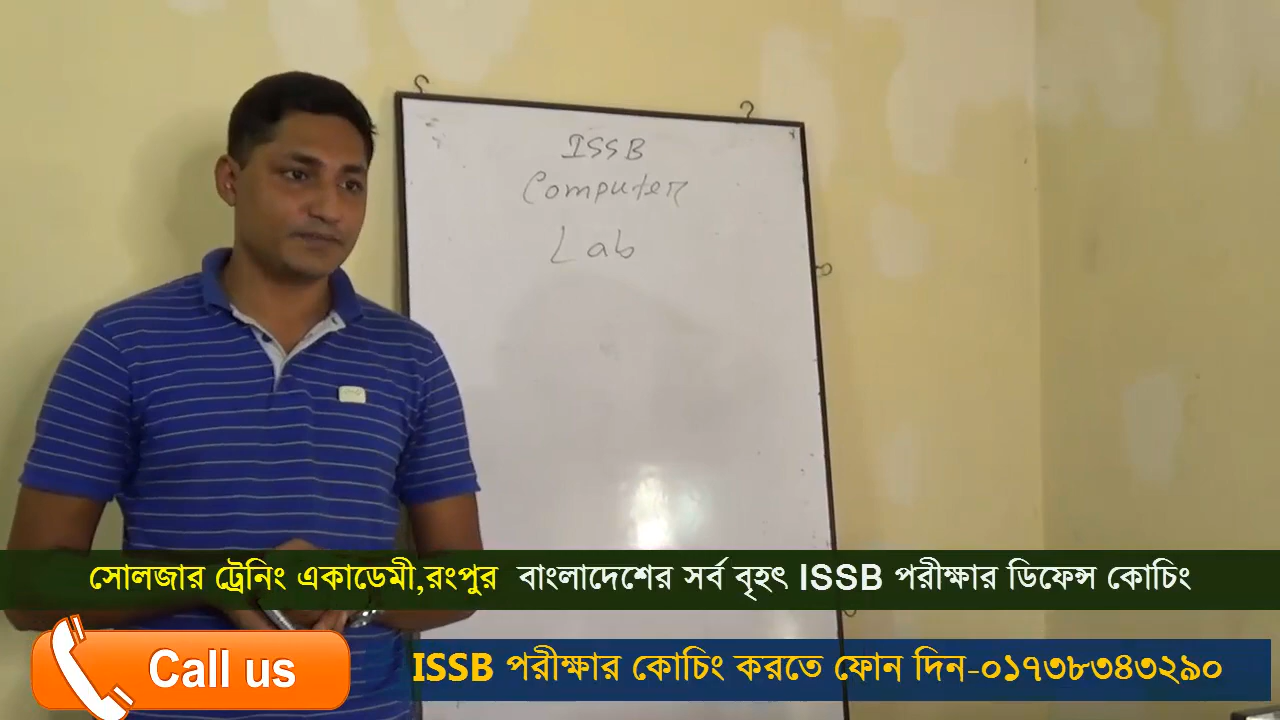 ISSB
Computer
Lab
সোলজার ট্রেনিং একাডেমী,রংপুর বাংলাদেশের সর্ব বৃহৎ ISSB পরীক্ষার ডিফেন্স কোচিং
Call us
ISSB পরীক্ষার কোচিং করতে ফোন দিন-০১৭৩৮৩৪৩২৯০